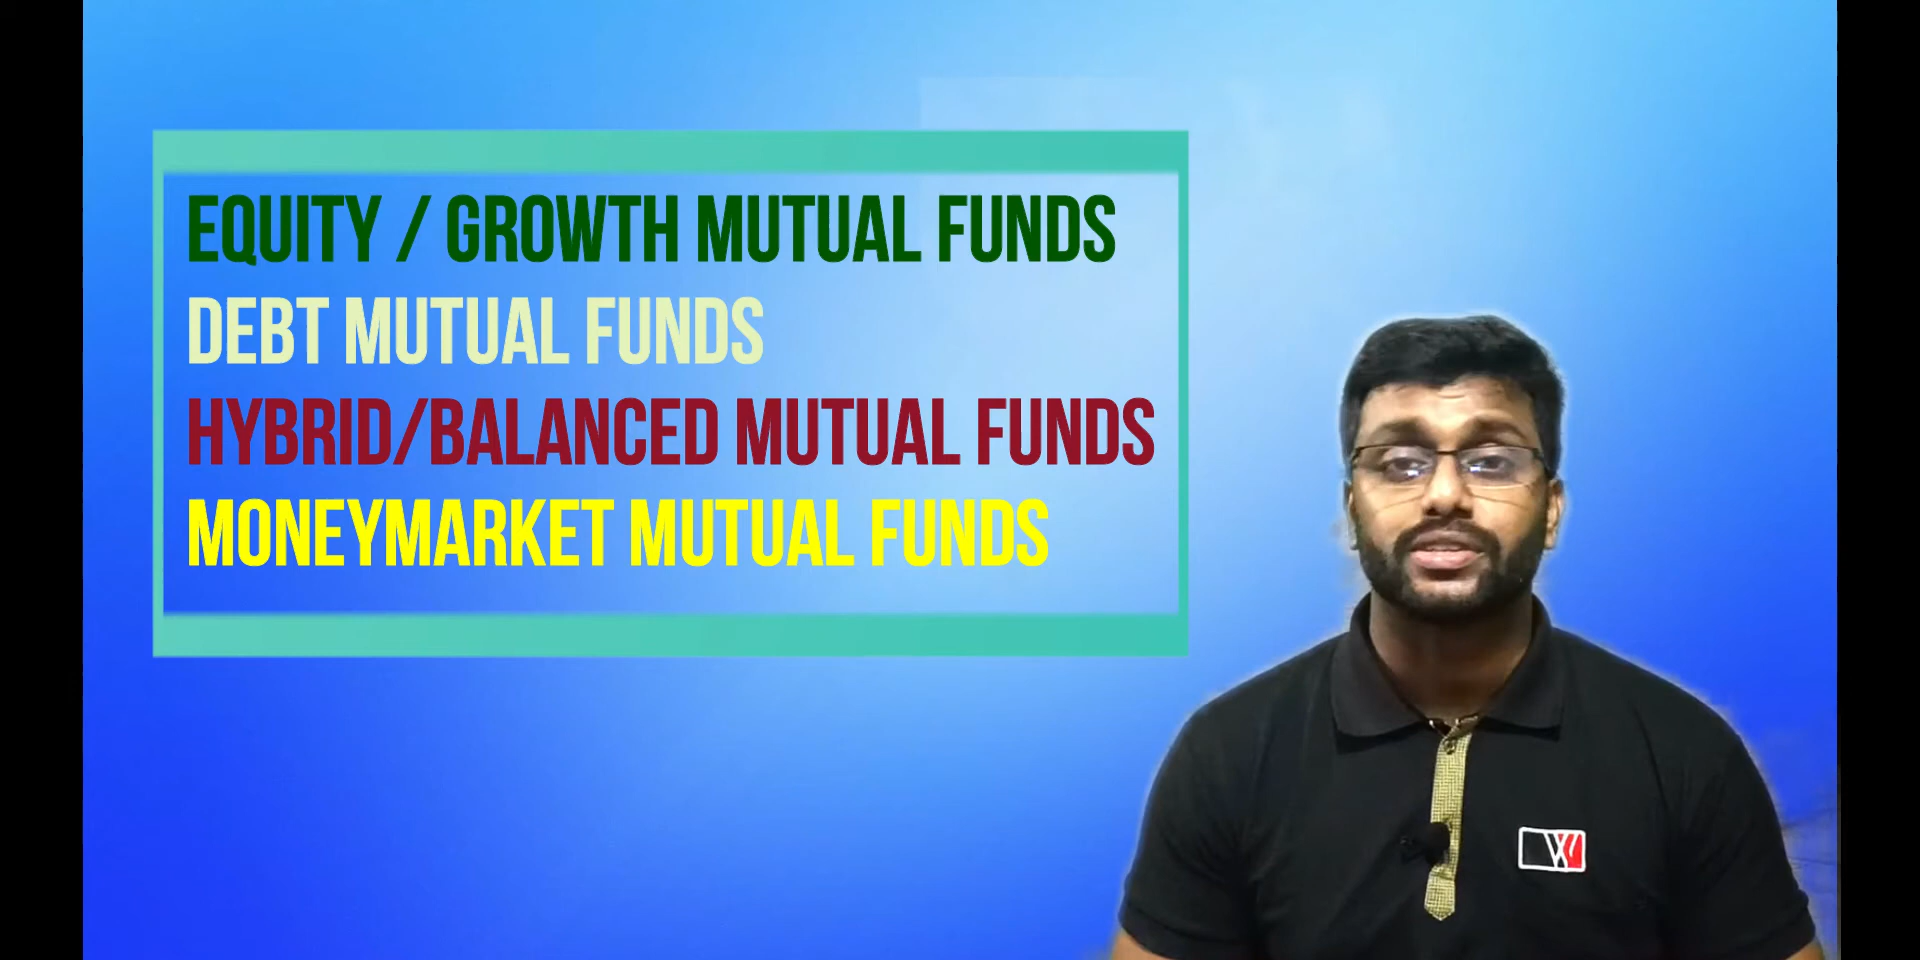 EQUITY / GROWTH MUTUAL FUNDS
DEBT MUTUAL FUNDS
HYBRID/BALANCED MUTUAL FUNDS
MONEYMARKET MUTUAL FUNDS